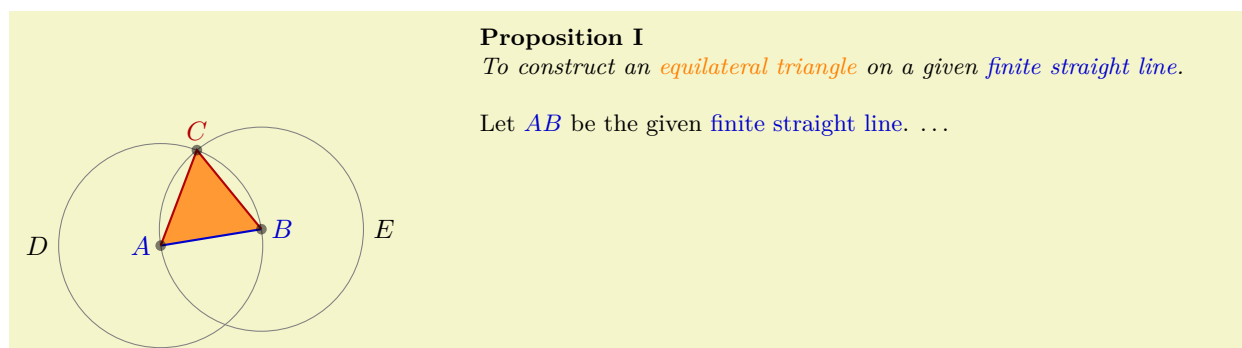 Proposition I
To construct an equilateral triangle on a given finite straight line.
Let AB be the given finite straight line. ...
C
D
A
B
E